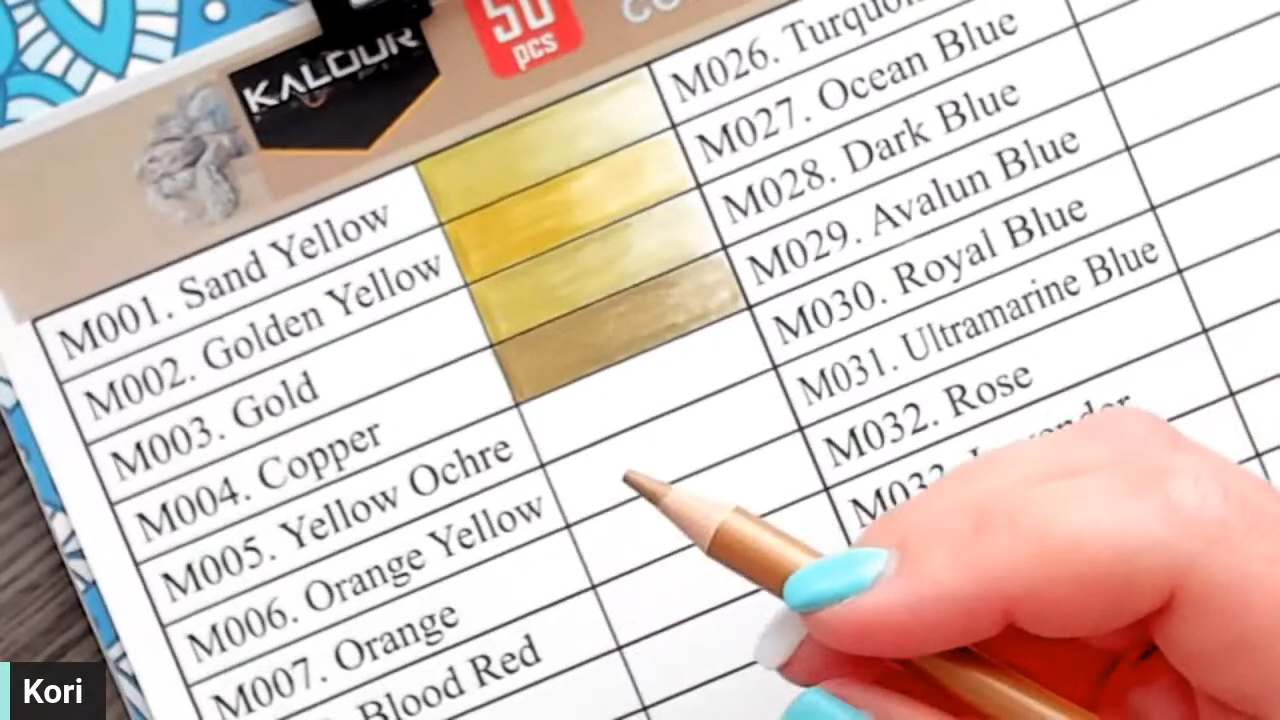 KALOUR
50
pcs
M001. Sand Yellow
M002. Golden Yellow
M003. Gold
M004. Copper
M005. Yellow Ochre
M006. Orange Yellow
M007. Orange
Blood Red
M026.
M027. Ocean Blue
M028. Dark Blue
M029. Avalun Blue
M030. Royal Blue
M031. Ultramarine Blue
M032. Rose
M033.
Kori